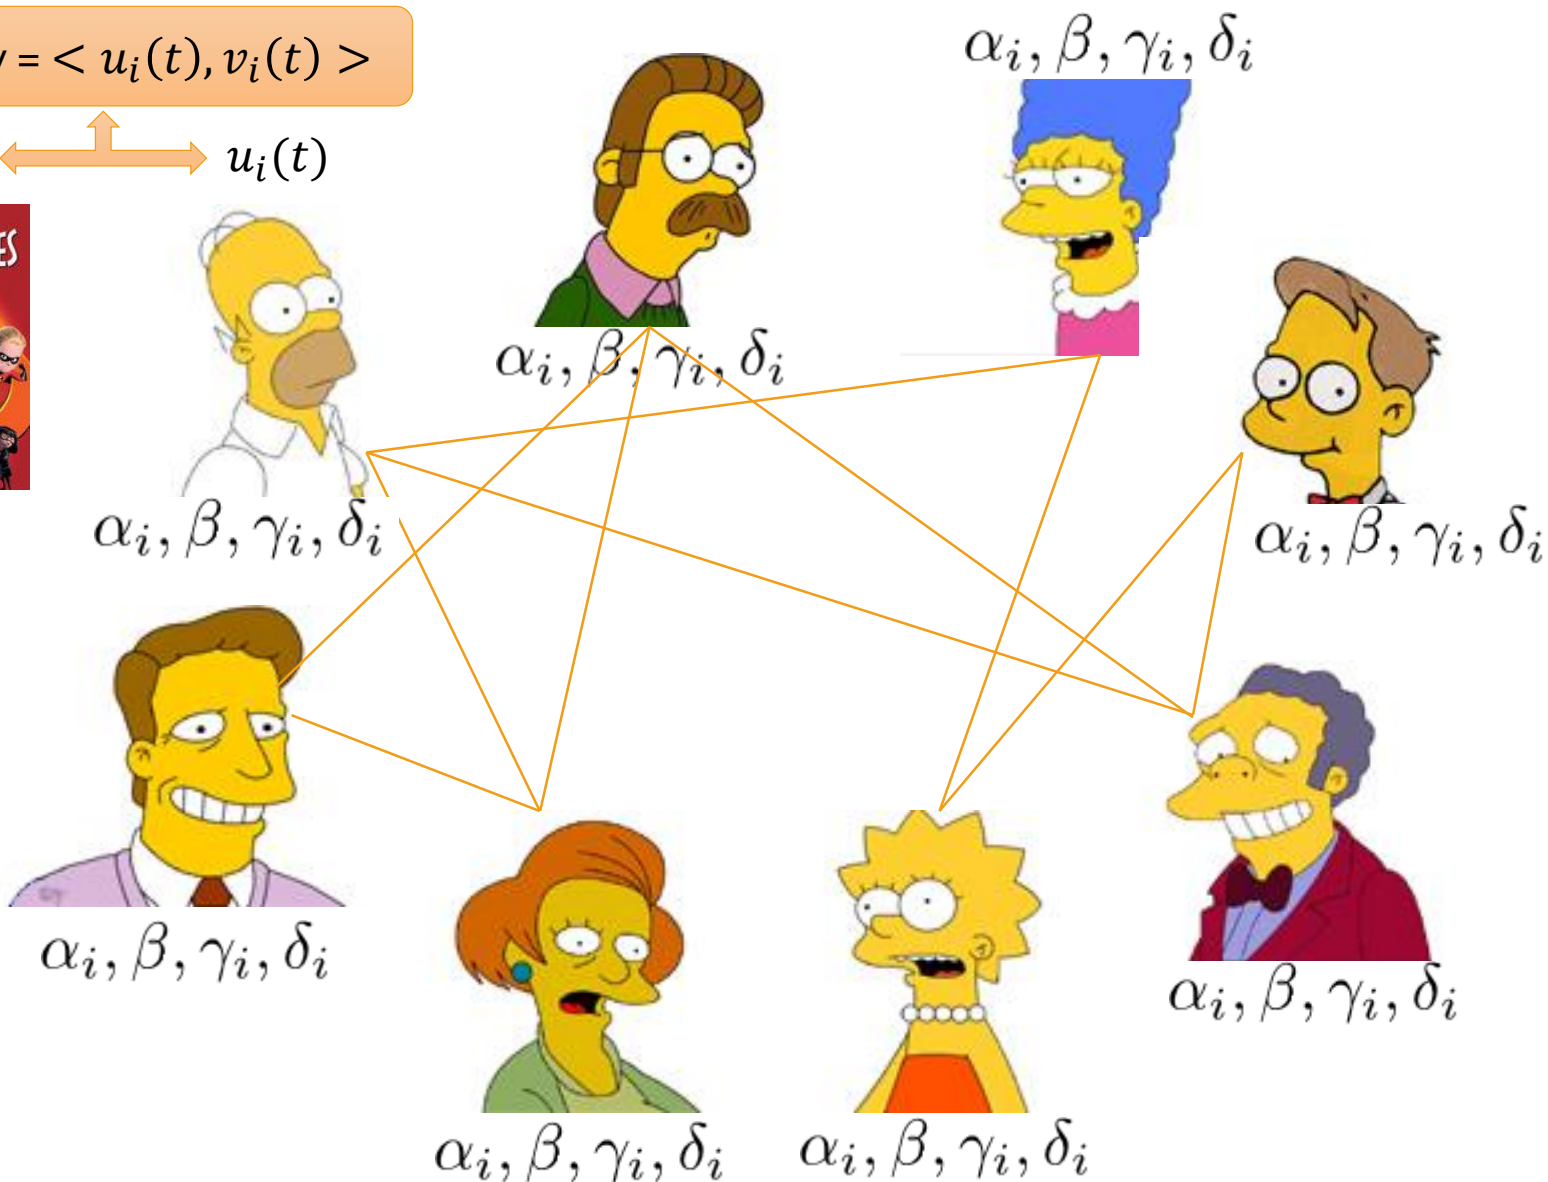 = < u_i(t), v_i(t) >
α_i, β, γ_i, δ_i
u_i(t)
α_i, β, γ_i, δ_i
α_i, β, γ_i, δ_i
α_i, β, γ_i, δ_i
α_i, β, γ_i, δ_i
α_i, β, γ_i, δ_i
α_i, β, γ_i, δ_i
α_i, β, γ_i, δ_i